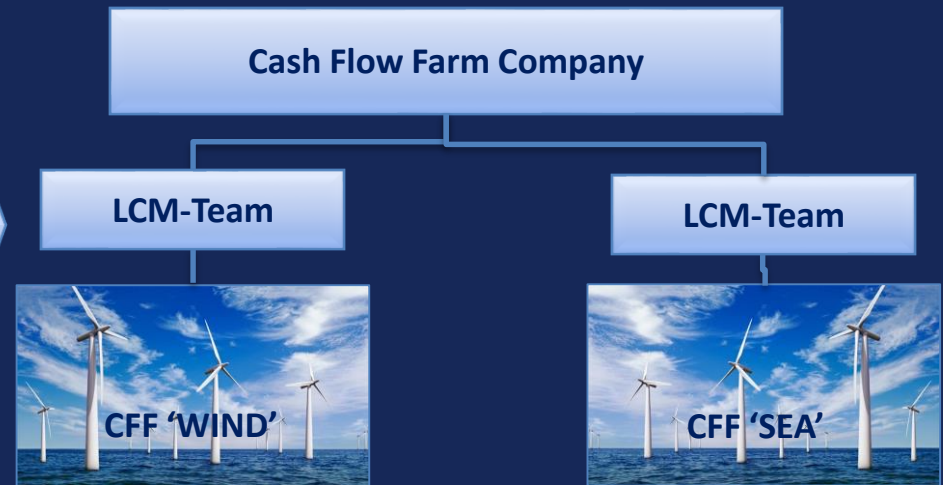 Cash Flow Farm Company
LCM-Team
LCM-Team
CFF ‘WIND’
CFF ‘SEA’